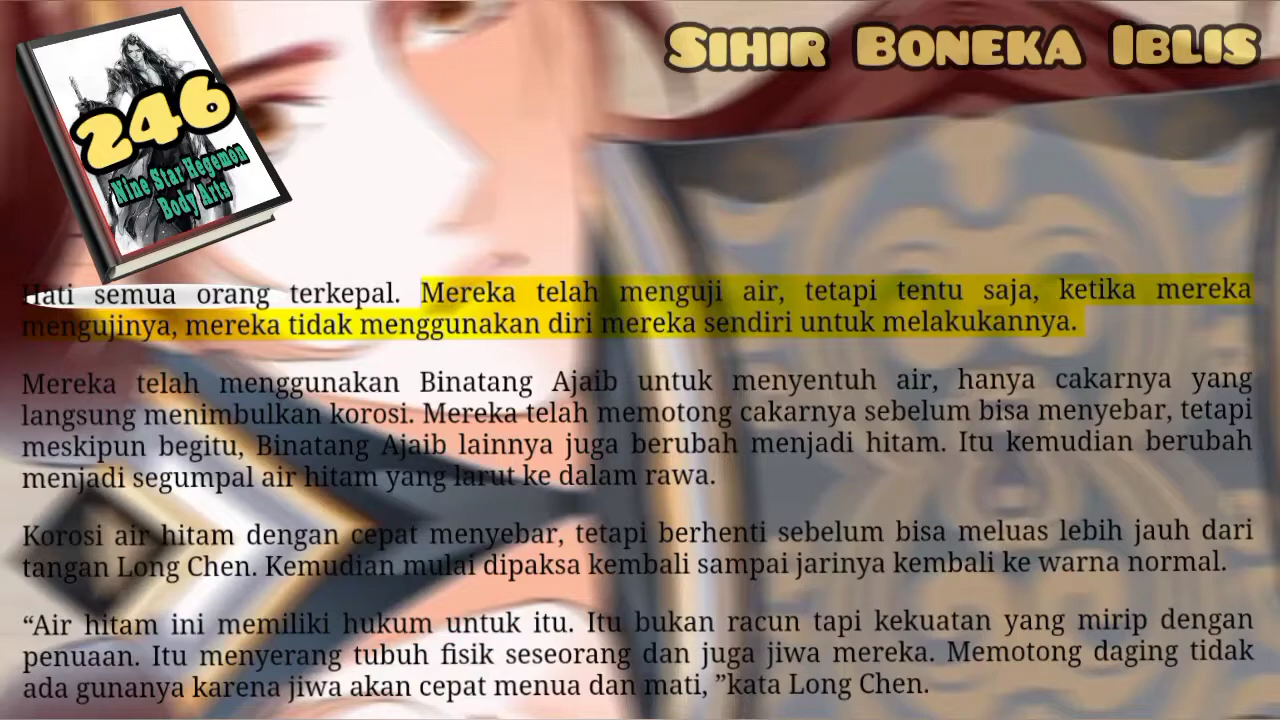 Sihir Boneka Iblis
246
Nine Star Hegemon
Body Arts
Hati semua orang terkepal. Mereka telah menguji air, tetapi tentu saja, ketika mereka
mengujinya, mereka tidak menggunakan diri mereka sendiri untuk melakukannya.
Mereka telah menggunakan Binatang Ajaib untuk menyentuh air, hanya cakarnya yang
langsung menimbulkan korosi. Mereka telah memotong cakarnya sebelum bisa menyebar, tetapi
meskipun begitu, Binatang Ajaib lainnya juga berubah menjadi hitam. Itu kemudian berubah
menjadi segumpal air hitam yang larut ke dalam rawa.
Korosi air hitam dengan cepat menyebar, tetapi berhenti sebelum bisa meluas lebih jauh dari
tangan Long Chen. Kemudian mulai dipaksa kembali sampai jarinya kembali ke warna normal.
“Air hitam ini memiliki hukum untuk itu. Itu bukan racun tapi kekuatan yang mirip dengan
penuaan. Itu menyerang tubuh fisik seseorang dan juga jiwa mereka. Memotong daging tidak
ada gunanya karena jiwa akan cepat menua dan mati, ”kata Long Chen.